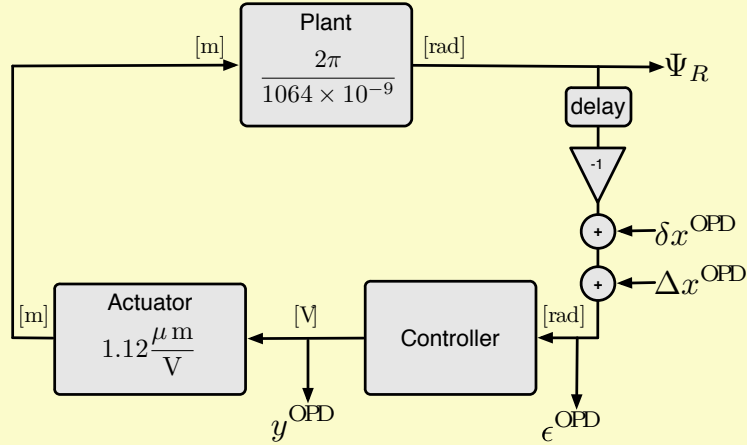 Plant
[m]
[rad]
2π
1064 × 10⁻⁹
Ψ_R
delay
-1
+
δx^OPD
+
Δx^OPD
Actuator
[m]
1.12 μ m
V
[V]
Controller
[rad]
y^OPD
ϵ^OPD